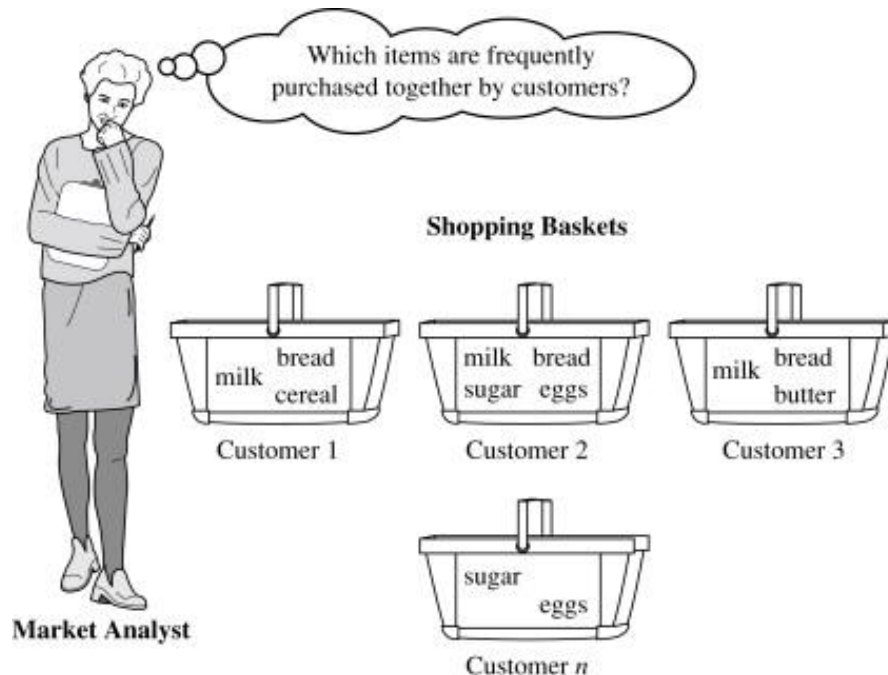 Which items are frequently
purchased together by customers?
Shopping Baskets
milk
bread
cereal
milk bread
sugar eggs
milk
bread
butter
Customer 1
Customer 2
Customer 3
sugar
eggs
Market Analyst
Customer n